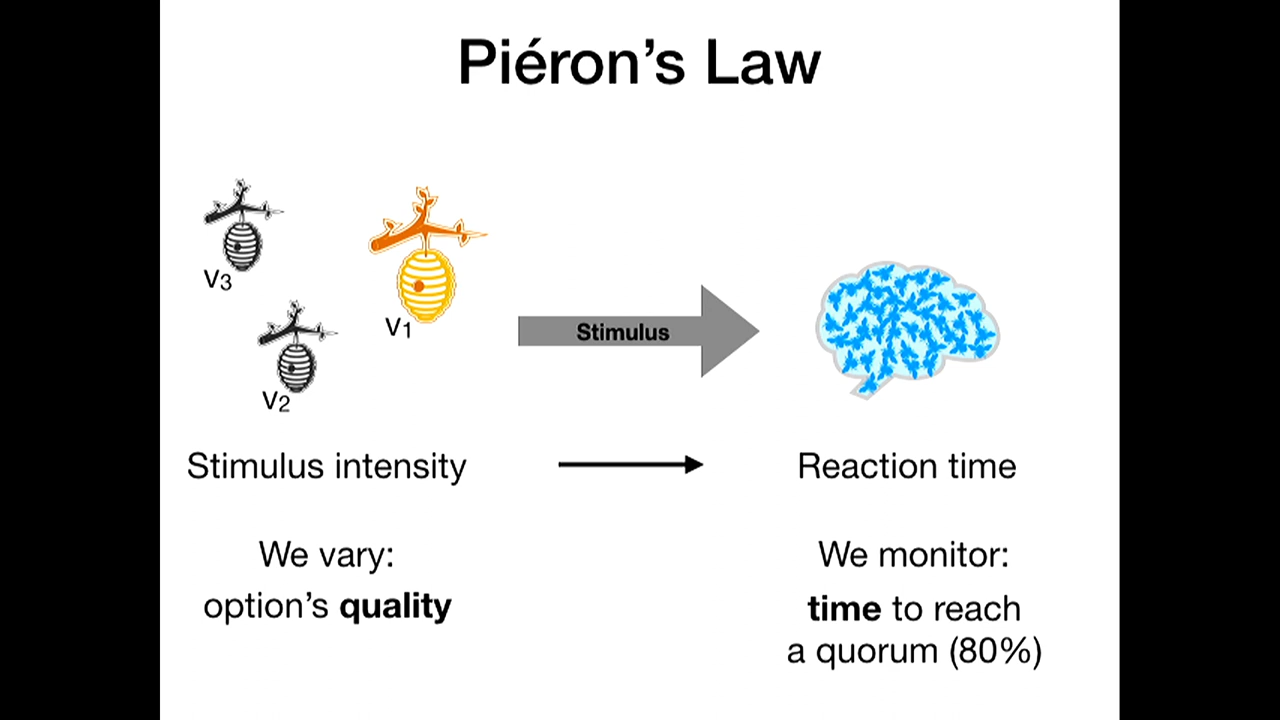 Piéron's Law
V3
V1
V2
Stimulus
Stimulus intensity
Reaction time
We vary:
option's quality
We monitor:
time to reach
a quorum (80%)